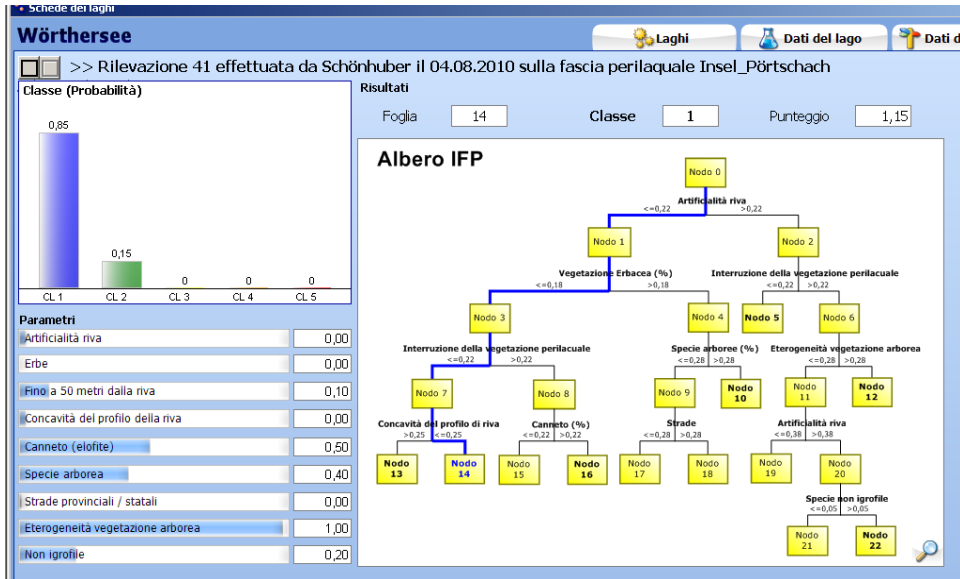 Schede dei laghi
Wörthersee
Laghi
Dati del lago
Dati d
>> Rilevazione 41 effettuata da Schönhuber il 04.08.2010 sulla fascia perilaquale Insel_Pörtschach
Classe (Probabilità)
0,85
0,15
0
0
0
CL 1 CL 2 CL 3 CL 4 CL 5
Parametri
Artificialità riva 0,00
Erbe 0,00
Fino a 50 metri dalla riva 0,10
Concavità del profilo della riva 0,00
Canneto (elofite) 0,50
Specie arborea 0,40
Strade provinciali / statali 0,00
Eterogeneità vegetazione arborea 1,00
Non igrofile 0,20
Risultati
Foglia 14 Classe 1 Punteggio 1,15
Albero IFP
Nodo 0
Artificialità riva
<=0,22 >0,22
Nodo 1 Nodo 2
Vegetazione Erbacea (%) Interruzione della vegetazione perilacuale
<=0,18 >0,18 <=0,22 >0,22
Nodo 3 Nodo 4 Nodo 5 Nodo 6
Interruzione della vegetazione perilacuale Specie arboree (%) Eterogeneità vegetazione arborea
<=0,22 >0,22 <=0,28 >0,28 <=0,28 >0,28
Nodo 7 Nodo 8 Nodo 9 Nodo 10 Nodo 11 Nodo 12
Concavità del profilo di riva Canneto (%) Strade Artificialità riva
>0,25 <=0,25 <=0,22 >0,22 <=0,28 >0,28 <=0,38 >0,38
Nodo 13 Nodo 14 Nodo 15 Nodo 16 Nodo 17 Nodo 18 Nodo 19 Nodo 20
Specie non igrofile
<=0,05 >0,05
Nodo 21 Nodo 22